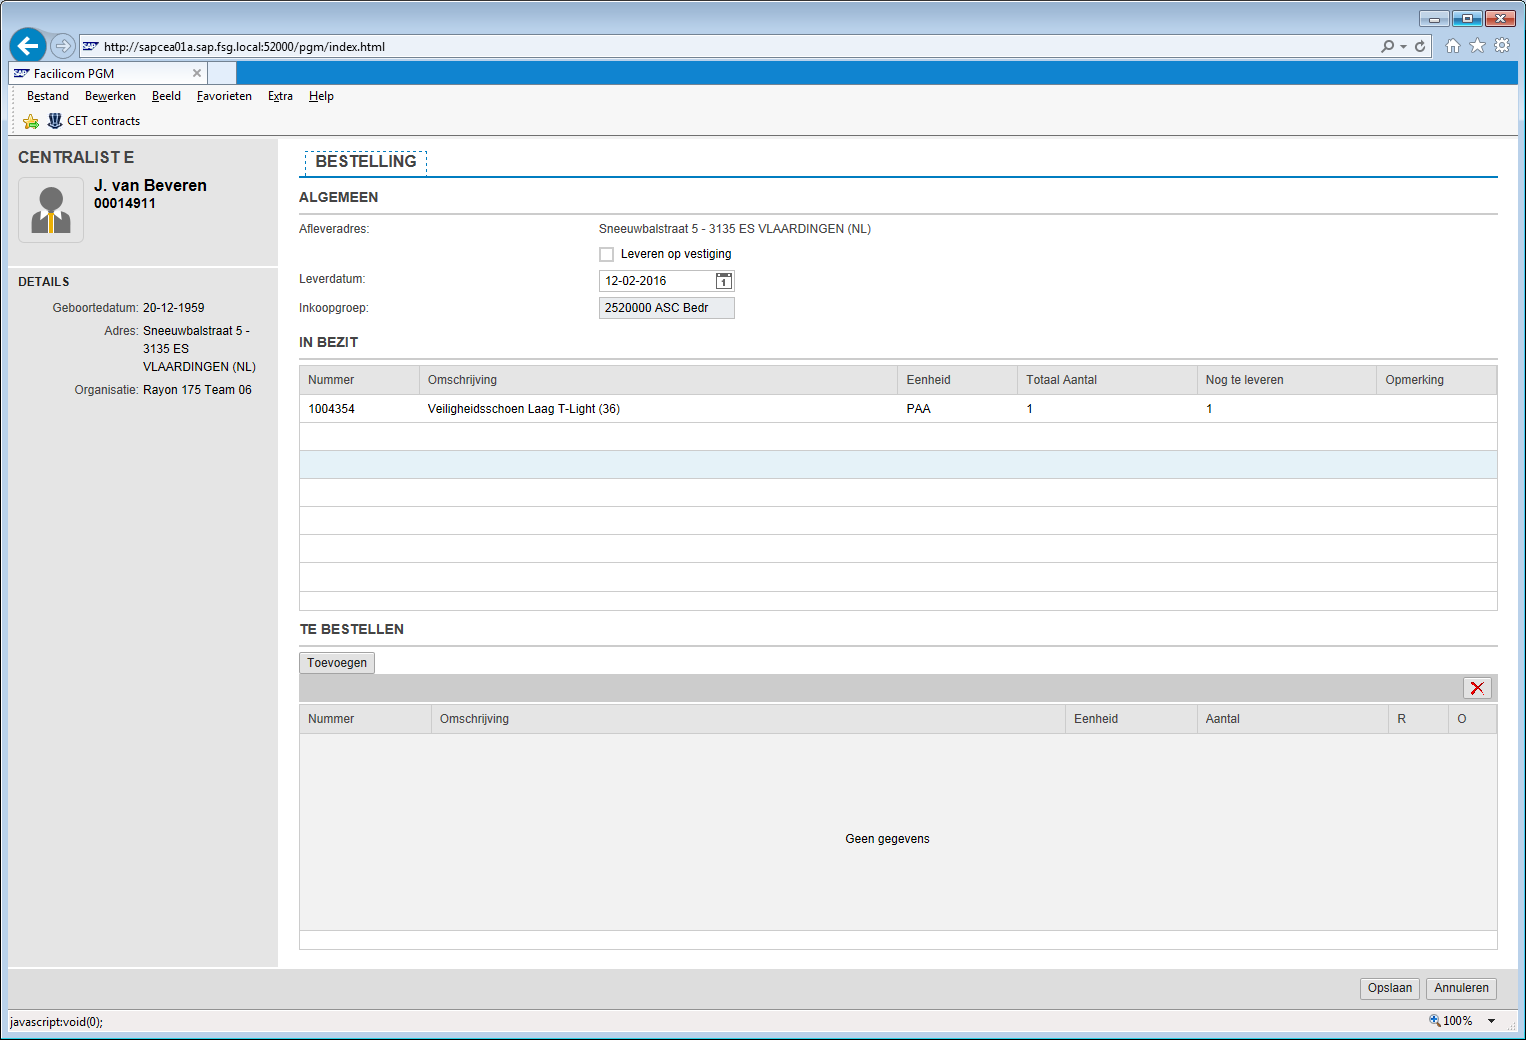 http://sapcea01a.sap.fsg.local:52000/pgm/index.html
SAP Facilicom PGM
Bestand Bewerken Beeld Favorieten Extra Help
CET contracts
CENTRALIST E
J. van Beveren
00014911
DETAILS
Geboortedatum: 20-12-1959
Adres: Sneeuwbalstraat 5 -
3135 ES
VLAARDINGEN (NL)
Organisatie: Rayon 175 Team 06
BESTELLING
ALGEMEEN
Afleveradres: Sneeuwbalstraat 5 - 3135 ES VLAARDINGEN (NL)
Leveren op vestiging
Leverdatum: 12-02-2016
Inkoopgroep: 2520000 ASC Bedr
IN BEZIT
Nummer Omschrijving Eenheid Totaal Aantal Nog te leveren Opmerking
1004354 Veiligheidsschoen Laag T-Light (36) PAA 1 1
TE BESTELLEN
Toevoegen
Nummer Omschrijving Eenheid Aantal R O
Geen gegevens
Opslaan Annuleren
javascript:void(0); 100%